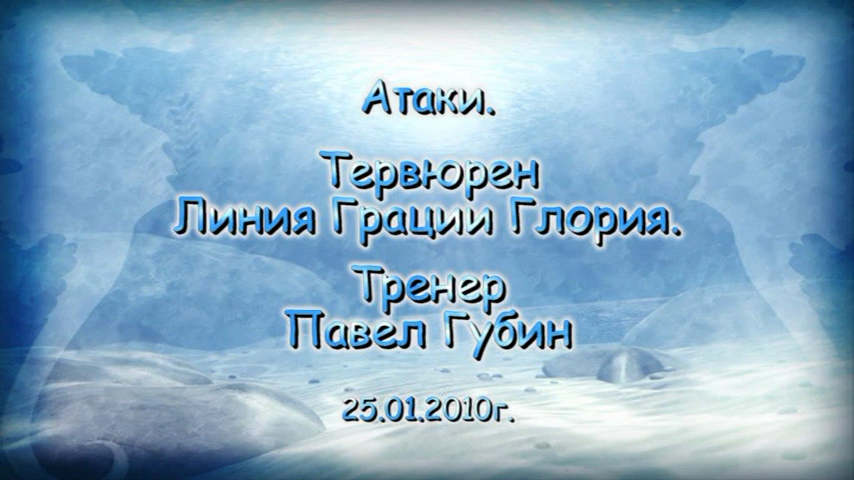 Атаки.
Тервюрен
Линия Грации Глория.
Тренер
Павел Губин
25.01.2010г.